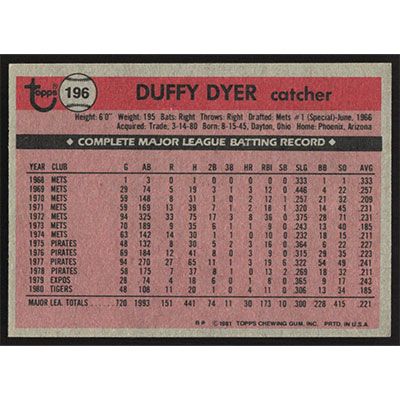 Topps 196 DUFFY DYER catcher
Height: 6'0" Weight: 195 Bats: Right Throws: Right Drafted: Mets #1 (Special)-June, 1966
Acquired: Trade, 3-14-80 Born: 8-15-45, Dayton, Ohio Home: Phoenix, Arizona
COMPLETE MAJOR LEAGUE BATTING RECORD
YEAR CLUB G AB R H 2B 3B HR RBI SB SLG BB SO AVG
1968 METS 1 3 0 1 0 0 0 0 0 .333 1 1 .333
1969 METS 29 74 5 19 3 1 3 12 0 .446 4 22 .257
1970 METS 59 148 8 31 1 0 2 12 1 .257 21 32 .209
1971 METS 59 169 13 39 7 1 2 18 1 .320 14 45 .231
1972 METS 94 325 33 75 17 3 8 36 0 .375 28 71 .231
1973 METS 70 189 9 35 6 1 1 9 0 .243 13 40 .185
1974 METS 63 142 14 30 1 1 0 10 0 .232 18 15 .211
1975 PIRATES 48 132 8 30 5 2 3 16 0 .364 6 22 .227
1976 PIRATES 69 184 12 41 8 0 3 9 0 .315 29 35 .223
1977 PIRATES 94 270 27 65 11 1 3 19 6 .322 54 49 .241
1978 PIRATES 58 175 7 37 8 1 0 13 2 .269 18 32 .211
1979 EXPOS 28 74 4 18 6 0 1 8 0 .365 9 17 .243
1980 TIGERS 48 108 11 20 1 0 4 11 0 .306 13 34 .185
MAJOR LEA. TOTALS 720 1993 151 441 74 11 30 173 10 .300 228 415 .221
© 1981 TOPPS CHEWING GUM, INC. PRTD. IN U.S.A.